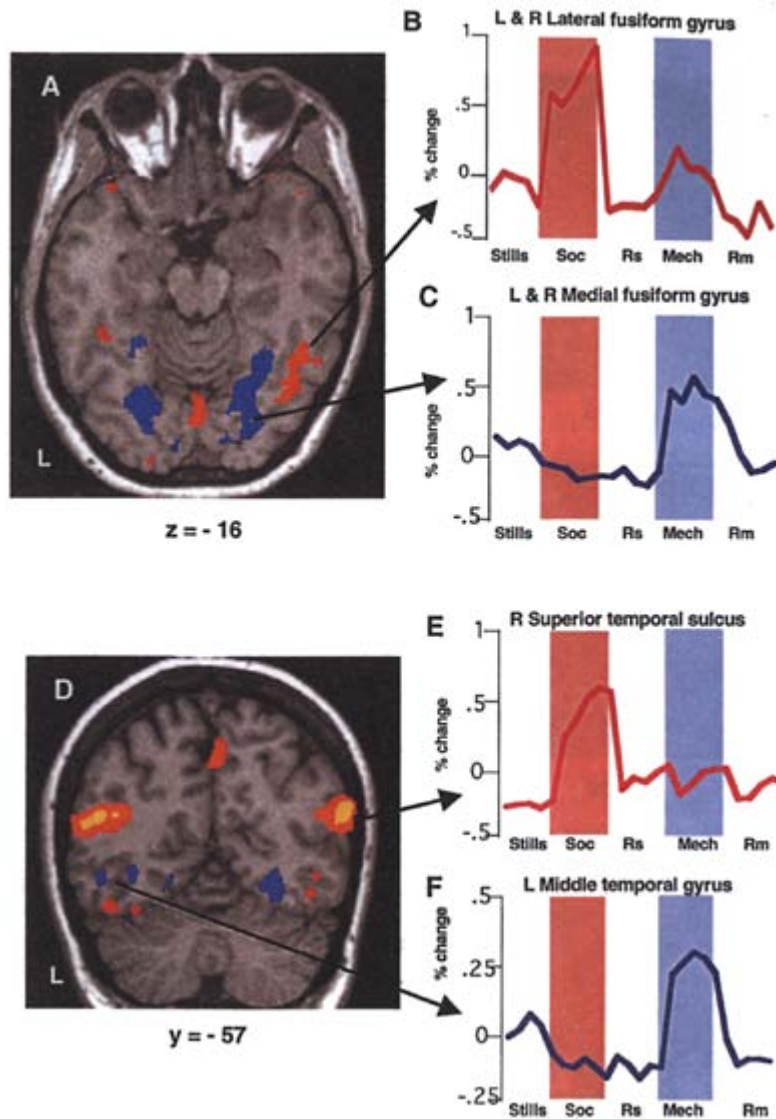 A
L
z = - 16
B
L & R Lateral fusiform gyrus
% change
1
.5
0
-.5
Stills Soc Rs Mech Rm
C
L & R Medial fusiform gyrus
% change
1
0.5
0
-.5
Stills Soc Rs Mech Rm
D
L
y = - 57
E
R Superior temporal sulcus
% change
1
.5
0
-.5
Stills Soc Rs Mech Rm
F
L Middle temporal gyrus
% change
0.5
.25
0
-.25
Stills Soc Rs Mech Rm